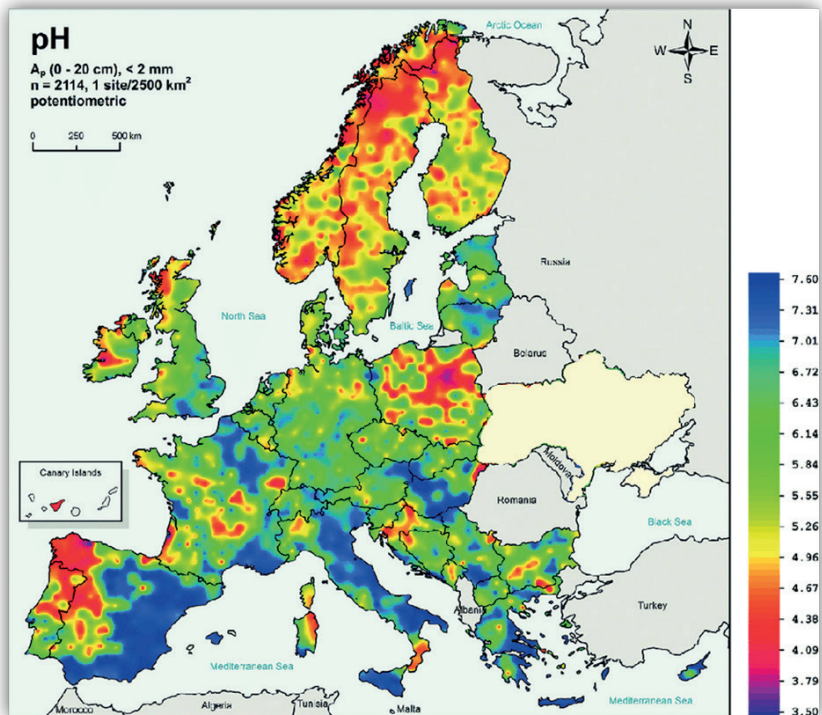 pH
Ap (0 - 20 cm), < 2 mm
n = 2114, 1 site/2500 km²
potentiometric
0 250 500 km
Arctic Ocean
N
W E
S
Russia
North Sea
Baltic Sea
Bolarus
Canary Islands
Moldova
Romania
Black Sea
Albania
Turkey
Mediterranean Sea
Mediterranean Sea
Morocco
Algeria
Tunisia
Malta
7.60
7.31
7.01
6.72
6.43
6.14
5.84
5.55
5.26
4.96
4.67
4.38
4.09
3.79
3.50